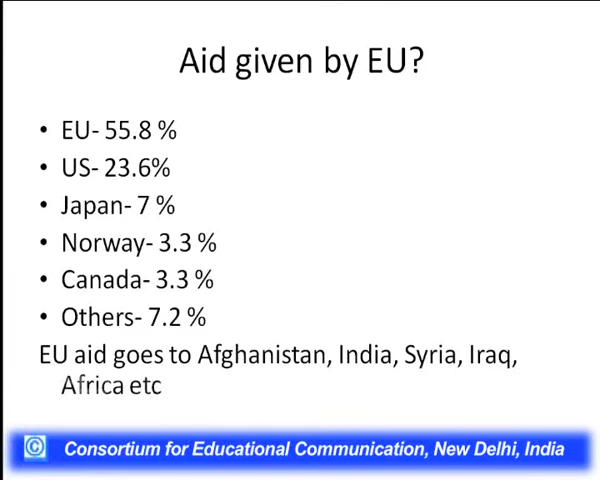 Aid given by EU?
• EU- 55.8 %
• US- 23.6%
• Japan- 7 %
• Norway- 3.3 %
• Canada- 3.3 %
• Others- 7.2 %
EU aid goes to Afghanistan, India, Syria, Iraq,
Africa etc
© Consortium for Educational Communication, New Delhi, India